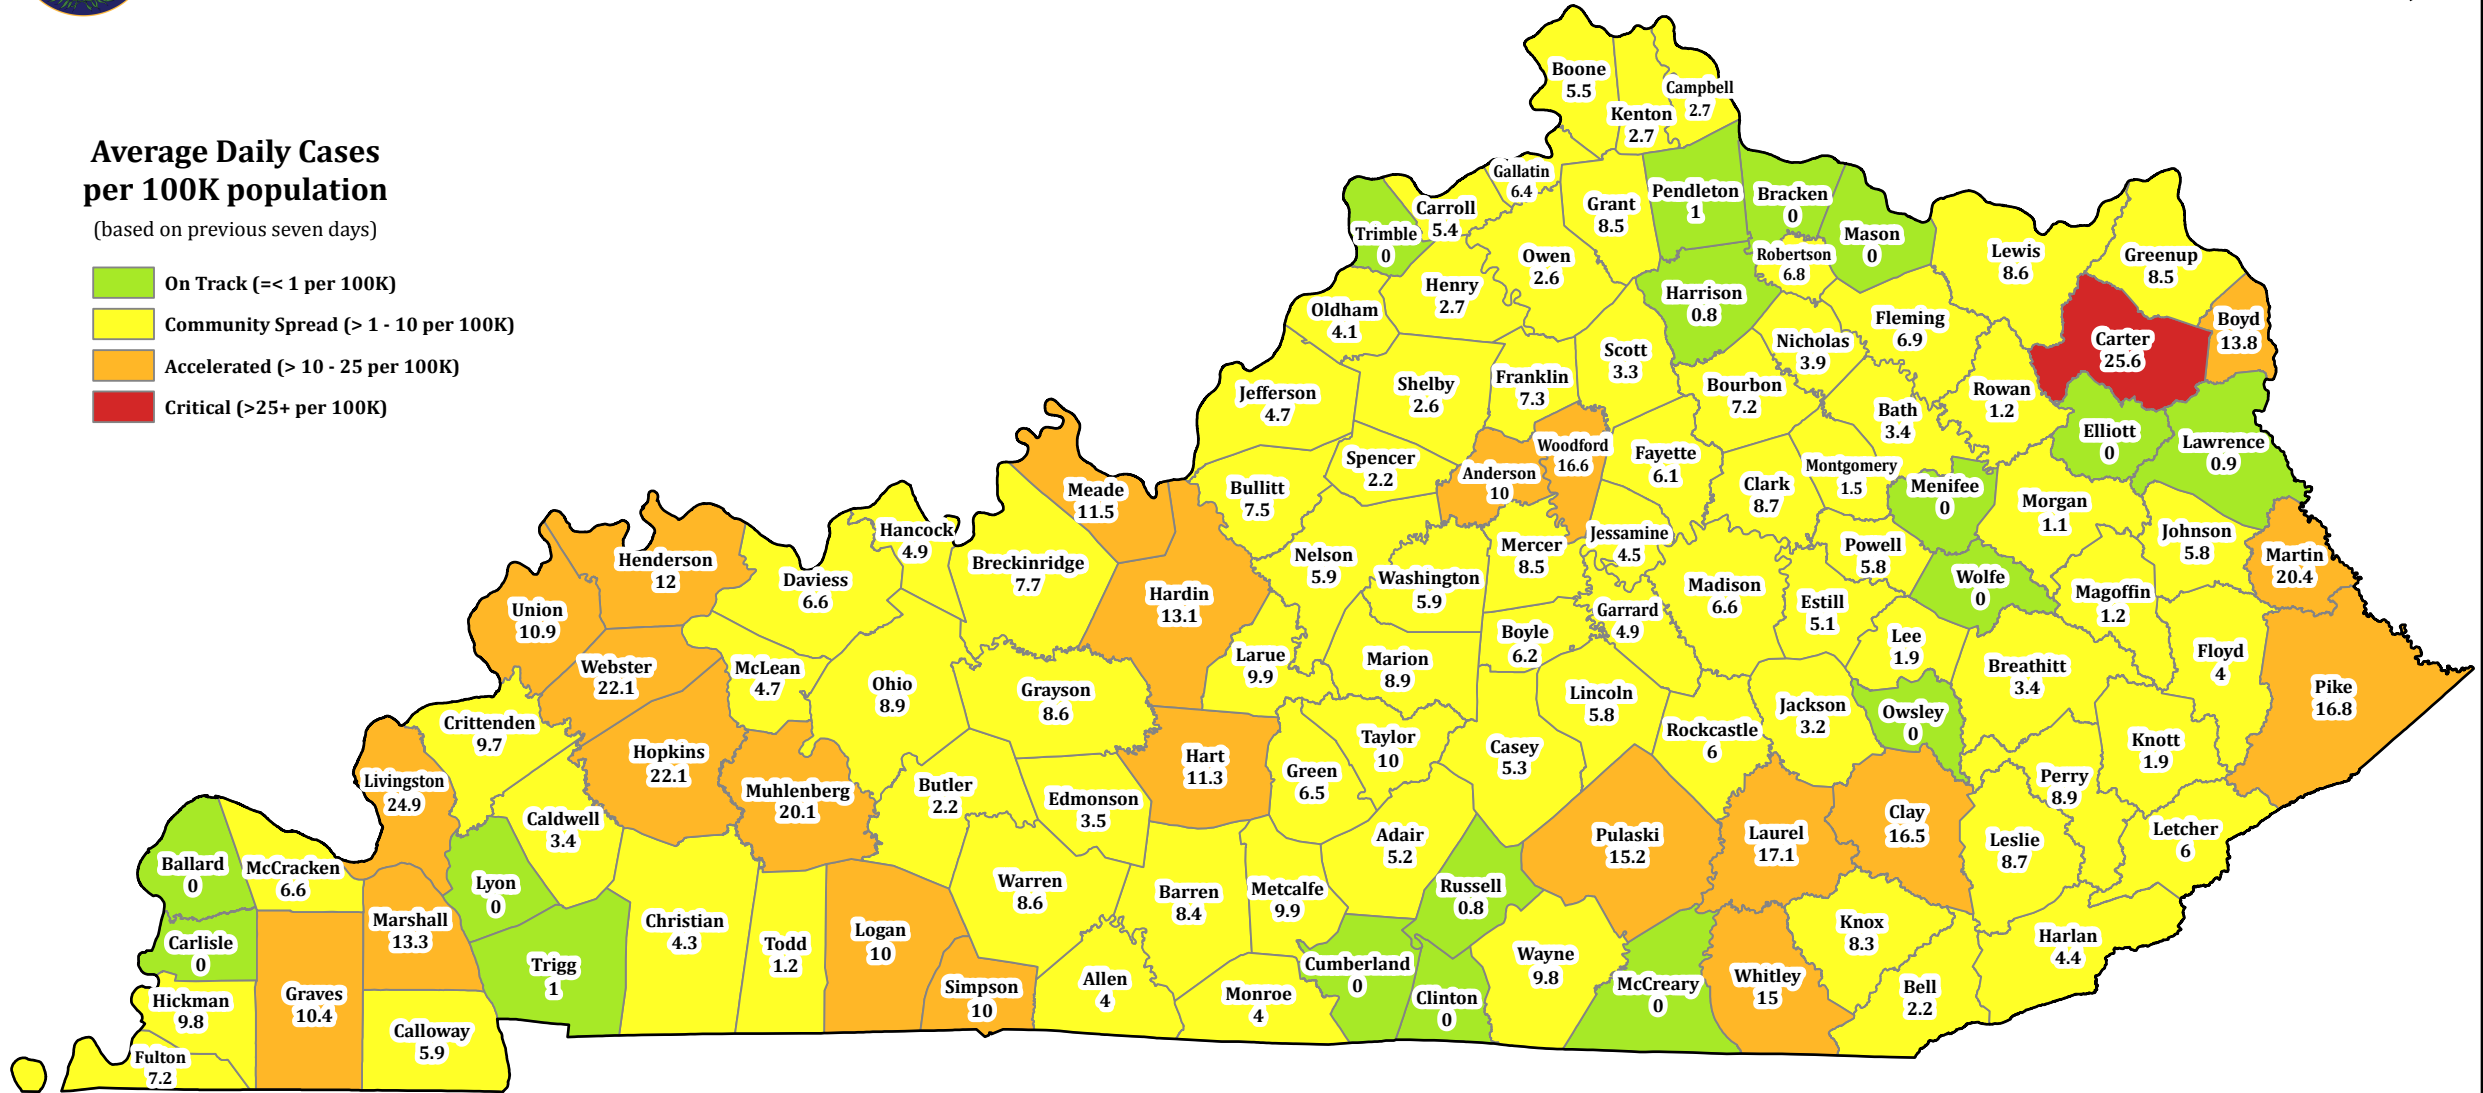 Average Daily Cases
per 100K population
(based on previous seven days)
On Track (=< 1 per 100K)
Community Spread (> 1 - 10 per 100K)
Accelerated (> 10 - 25 per 100K)
Critical (>25+ per 100K)
Boone
5.5
Kenton
2.7
Campbell
2.7
Gallatin
6.4
Carroll
5.4
Trimble
0
Grant
8.5
Pendleton
1
Bracken
0
Mason
0
Robertson
6.8
Lewis
8.6
Greenup
8.5
Boyd
13.8
Carter
25.6
Owen
2.6
Henry
2.7
Oldham
4.1
Harrison
0.8
Nicholas
3.9
Fleming
6.9
Scott
3.3
Franklin
7.3
Shelby
2.6
Jefferson
4.7
Bourbon
7.2
Bath
3.4
Rowan
1.2
Elliott
0
Lawrence
0.9
Woodford
16.6
Anderson
10
Fayette
6.1
Clark
8.7
Montgomery
1.5
Menifee
0
Morgan
1.1
Johnson
5.8
Martin
20.4
Spencer
2.2
Bullitt
7.5
Meade
11.5
Hancock
4.9
Breckinridge
7.7
Hardin
13.1
Nelson
5.9
Washington
5.9
Mercer
8.5
Jessamine
4.5
Garrard
4.9
Madison
6.6
Estill
5.1
Powell
5.8
Wolfe
0
Magoffin
1.2
Lee
1.9
Breathitt
3.4
Floyd
4
Pike
16.8
Henderson
12
Union
10.9
Webster
22.1
Daviess
6.6
McLean
4.7
Ohio
8.9
Grayson
8.6
Larue
9.9
Marion
8.9
Boyle
6.2
Lincoln
5.8
Rockcastle
6
Jackson
3.2
Owsley
0
Knott
1.9
Perry
8.9
Letcher
6
Leslie
8.7
Harlan
4.4
Crittenden
9.7
Livingston
24.9
Hopkins
22.1
Muhlenberg
20.1
Butler
2.2
Edmonson
3.5
Hart
11.3
Green
6.5
Taylor
10
Casey
5.3
Adair
5.2
Pulaski
15.2
Laurel
17.1
Clay
16.5
Knox
8.3
Bell
2.2
Whitley
15
McCreary
0
Wayne
9.8
Russell
0.8
Clinton
0
Cumberland
0
Metcalfe
9.9
Monroe
4
Barren
8.4
Warren
8.6
Allen
4
Simpson
10
Logan
10
Todd
1.2
Christian
4.3
Caldwell
3.4
Lyon
0
Trigg
1
Marshall
13.3
Calloway
5.9
Graves
10.4
McCracken
6.6
Ballard
0
Carlisle
0
Hickman
9.8
Fulton
7.2